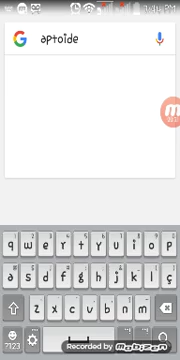 aptoide
q w e r t y u i o p
a s d f g h j k l ç
z x c v b n m
?123
Recorded by Mobizen